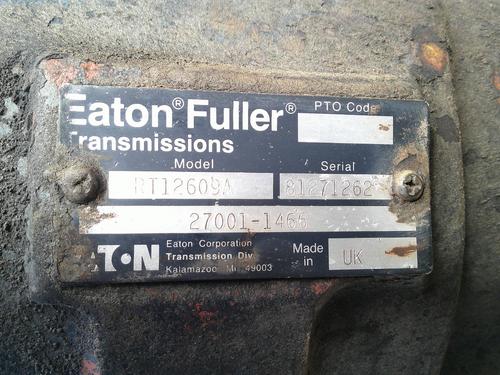 Eaton® Fuller®
Transmissions
PTO Code
Model
Serial
RT12609A
81271262
27001-1466
EATON
Eaton Corporation
Transmission Div.
Kalamazoo Mi. 49003
Made
in
UK